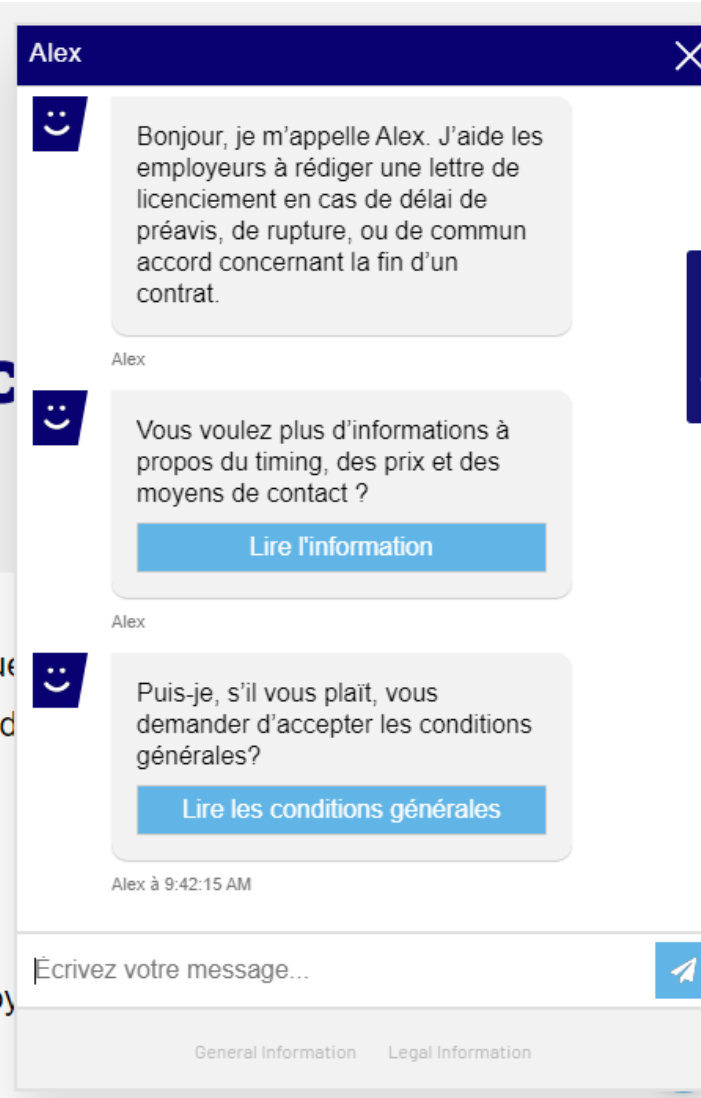 Alex
Bonjour, je m’appelle Alex. J’aide les
employeurs à rédiger une lettre de
licenciement en cas de délai de
préavis, de rupture, ou de commun
accord concernant la fin d’un
contrat.
Alex
Vous voulez plus d’informations à
propos du timing, des prix et des
moyens de contact ?
Lire l'information
Alex
Puis-je, s’il vous plaït, vous
demander d’accepter les conditions
générales?
Lire les conditions générales
Alex à 9:42:15 AM
Écrivez votre message...
General Information Legal Information